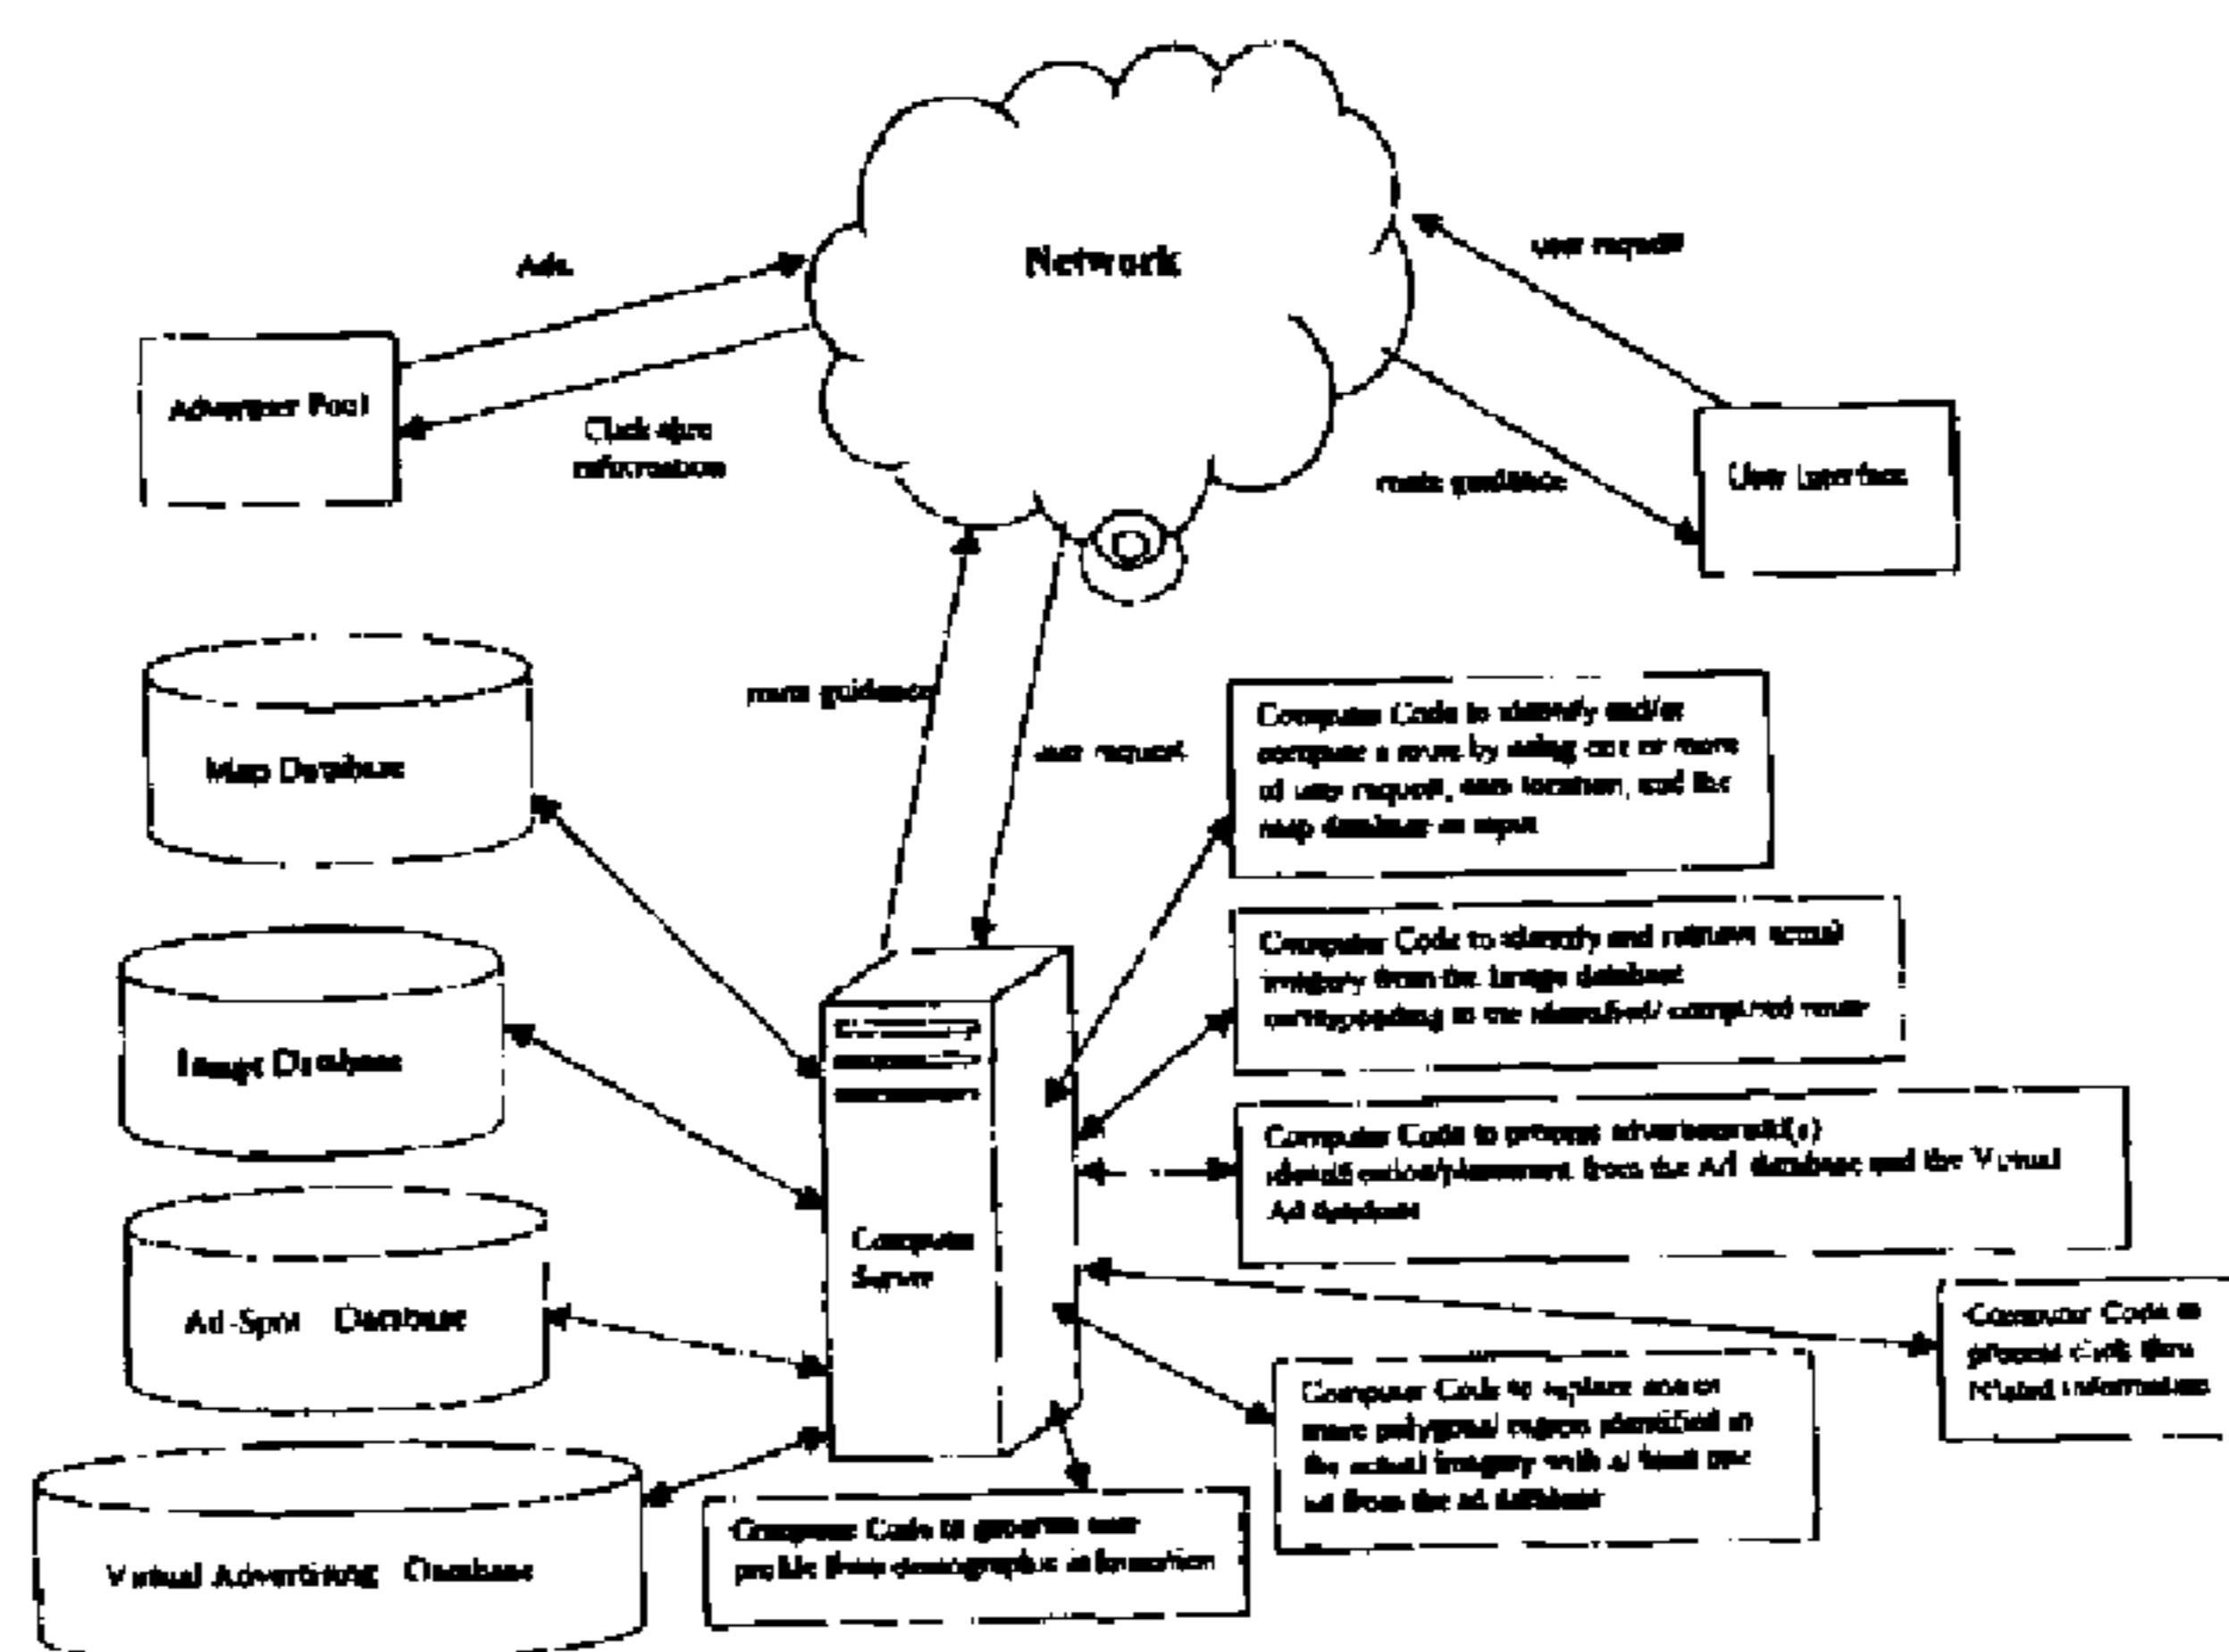 Network
Ads
user request
Advertiser Pool
Click thru
information
route guidance
User Interface
Map Database
route guidance
user request
Computer Code to identify and/or
compute a route by using one or more
of user request, user location, and the
map database as input
Image Database
Computer Code to identify and retrieve actual
imagery from the Image database
corresponding to the identified/ computed route
Computer Code to process
from the Ad database and the Virtual
Ad database
Computer
Server
Ad-Spot Database
Computer Code to
process click thru
related information
Computer Code to replace one or
more polygonal region identified in
the actual imagery with at least one
ad from the ad database
Virtual Advertising Database
Computer Code to generate user
profile from demographic information